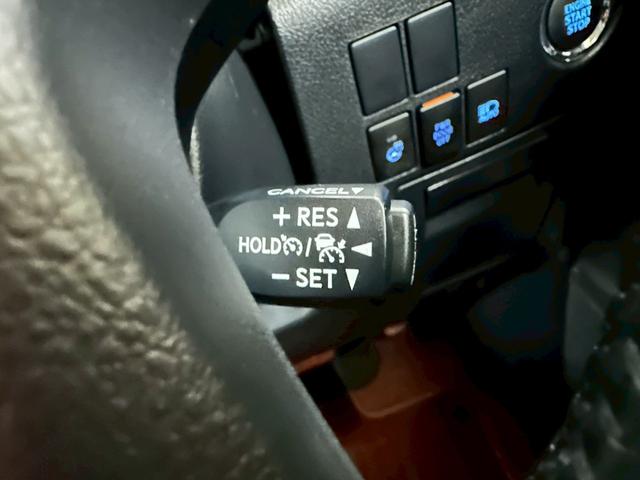 ENGINE
START
STOP
CANCEL
+ RES
HOLD /
− SET